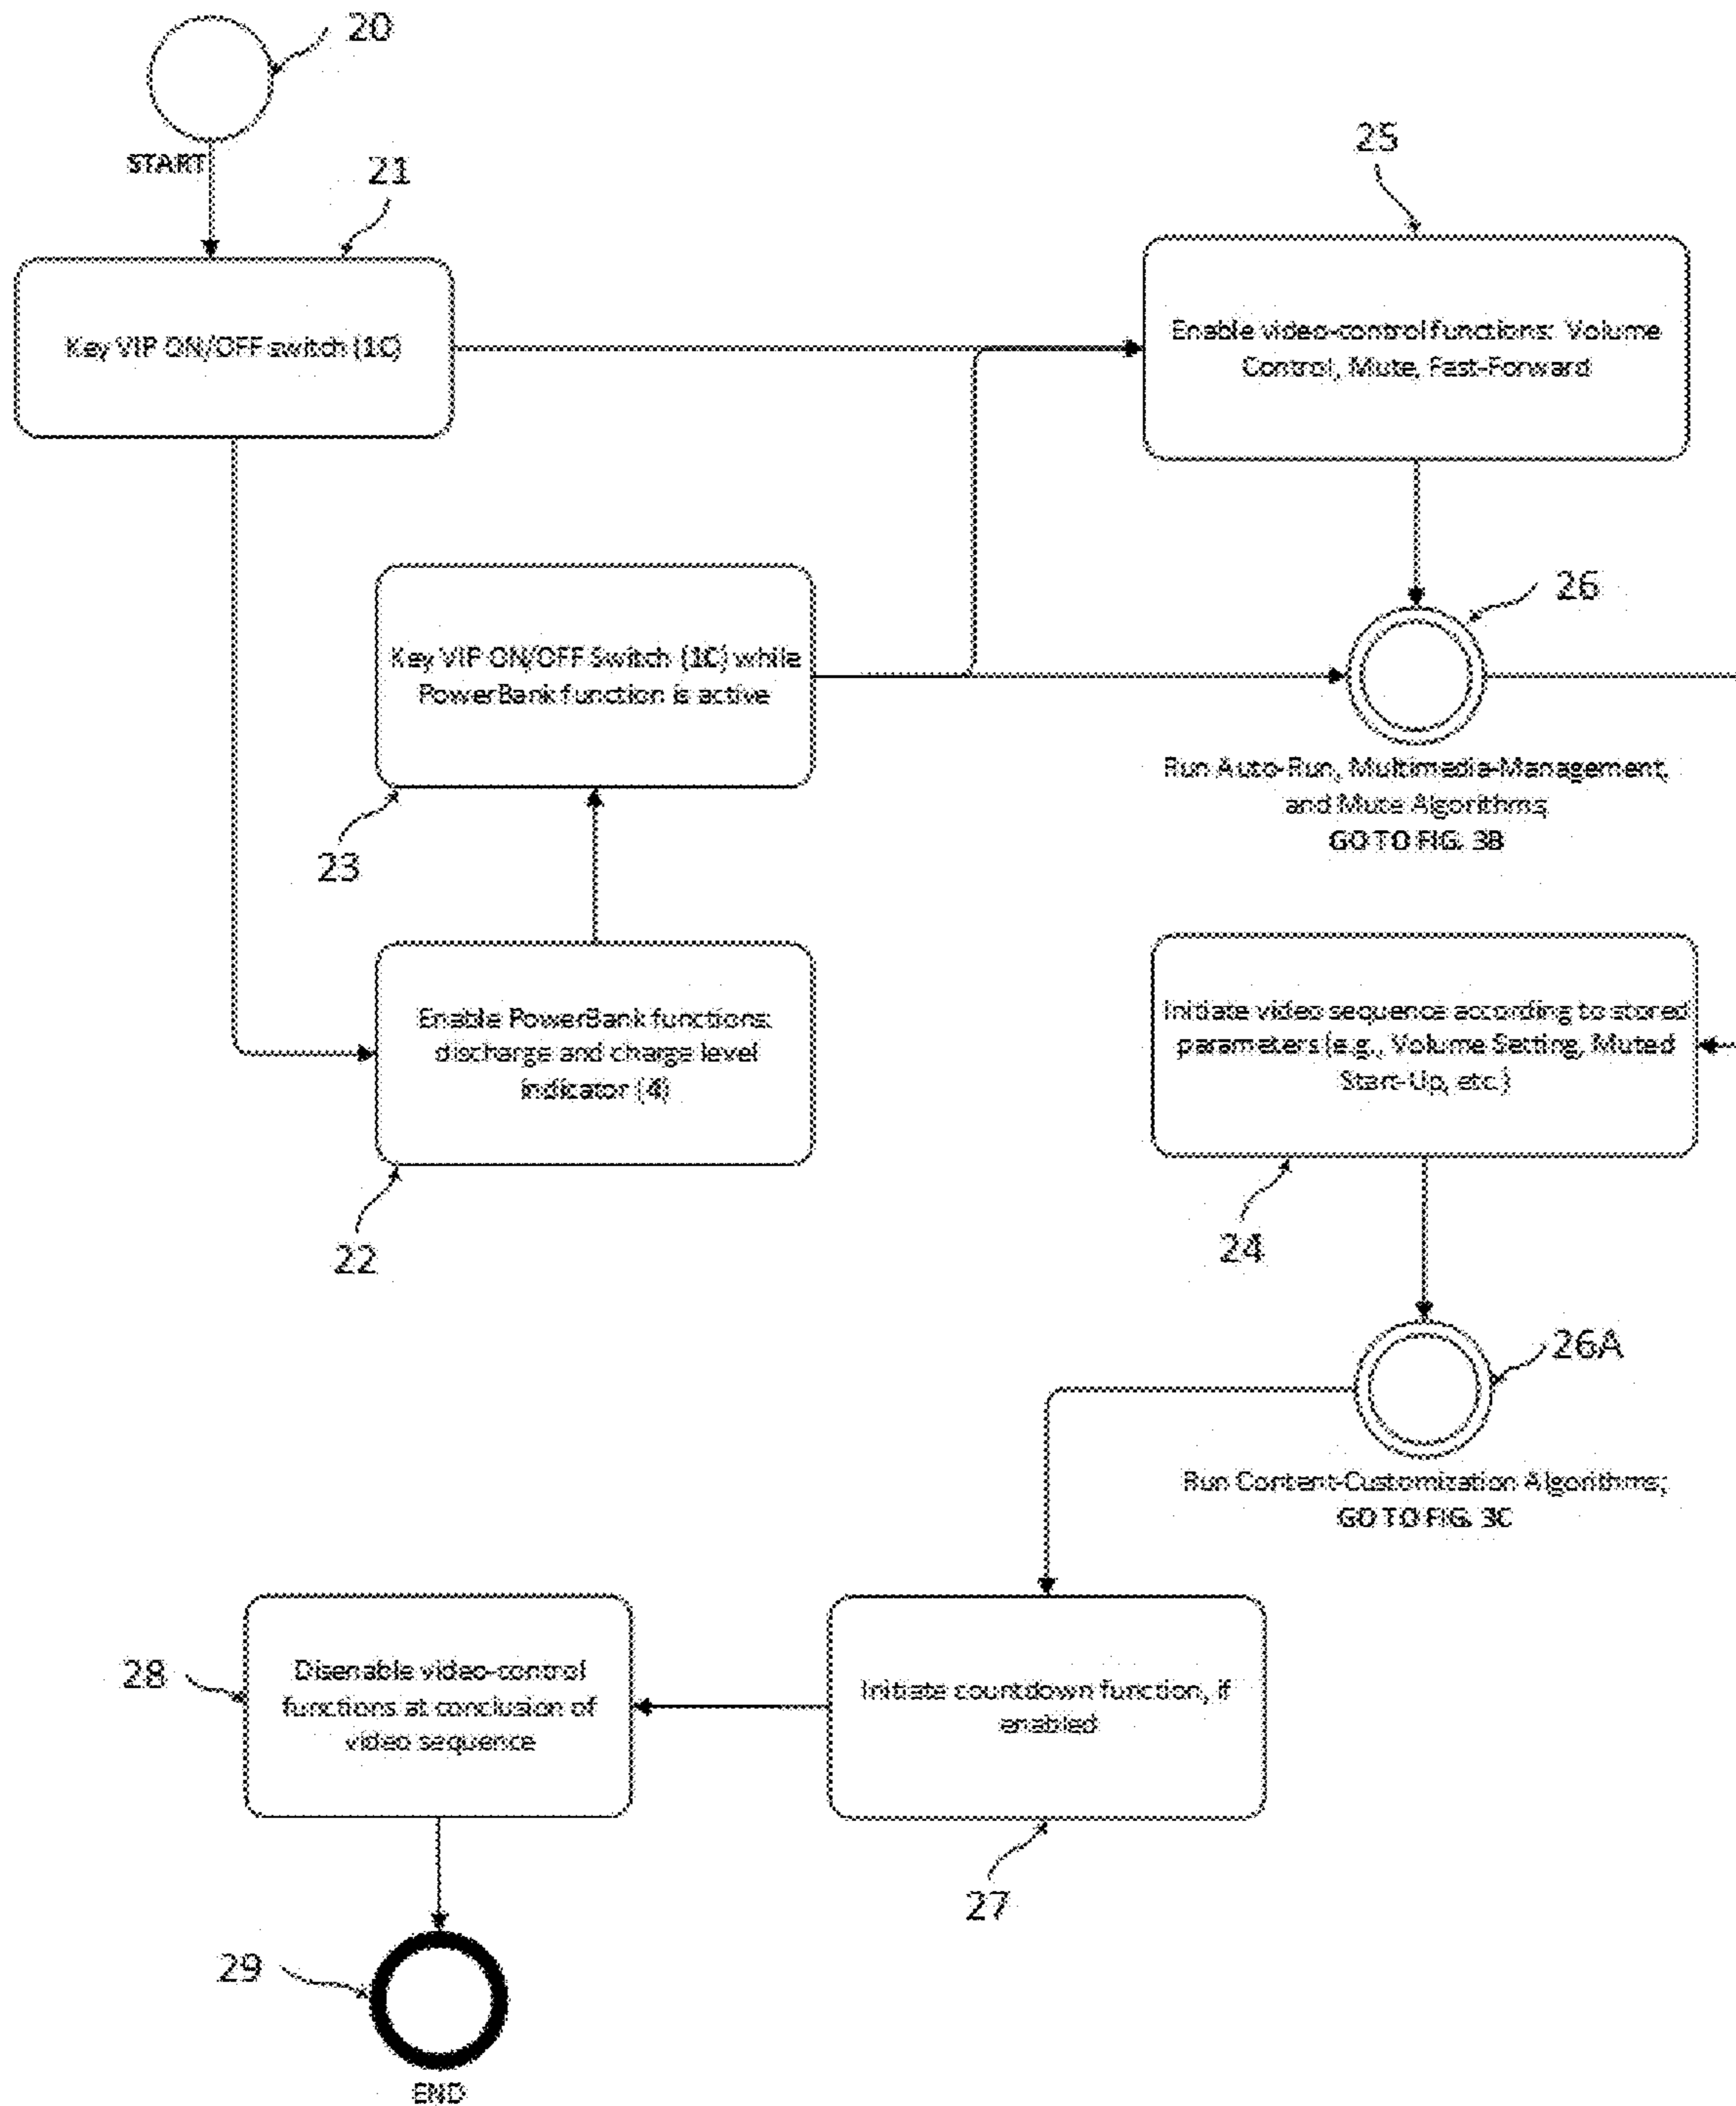 20
START
21
Key VIP ON/OFF switch (1C)
25
Enable video-control functions: Volume
Control, Mute, Fast-Forward
26
Key VIP ON/OFF Switch (1C) while
PowerBank function is active
23
Run Auto-Run, Multimedia-Management,
and Mute Algorithms;
GO TO FIG. 3B
Enable PowerBank functions:
discharge and charge level
indicator (4)
22
Initiate video sequence according to stored
parameters (e.g., Volume Setting, Muted
Start-Up, etc.)
24
26A
Run Content-Customization Algorithms;
GO TO FIG. 3C
28
Disenable video-control
functions at conclusion of
video sequence
Initiate countdown function, if
enabled
27
29
END